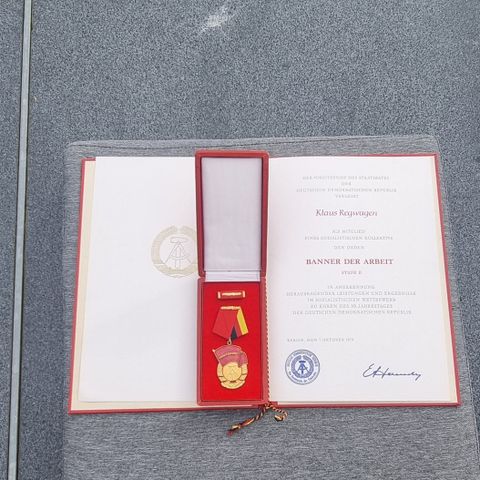 DER VORSITZENDE DES STAATSRATES
DER
DEUTSCHEN DEMOKRATISCHEN REPUBLIK
VERLEIHT
Klaus Regwagen
ALS MITGLIED
EINES SOZIALISTISCHEN KOLLEKTIVS
DEN ORDEN
BANNER DER ARBEIT
STUFE II
IN ANERKENNUNG
HERAUSRAGENDER LEISTUNGEN UND ERGEBNISSE
IM SOZIALISTISCHEN WETTBEWERB
ZU EHREN DES 30. JAHRESTAGES
DER DEUTSCHEN DEMOKRATISCHEN REPUBLIK
BERLIN, DEN 7. OKTOBER 1979